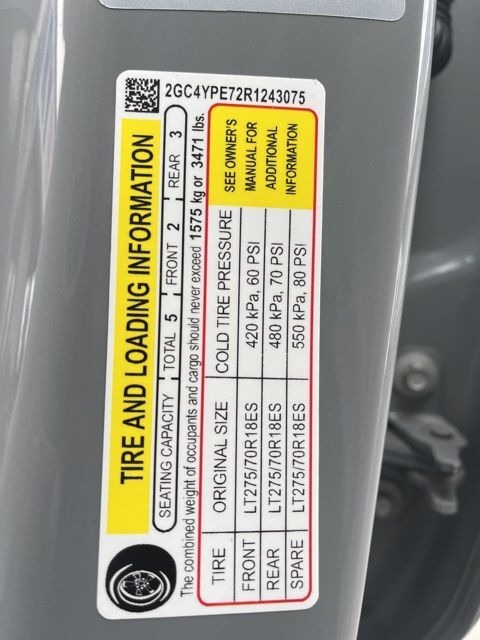 2GC4YPE72R1243075
TIRE AND LOADING INFORMATION
SEATING CAPACITY TOTAL 5 FRONT 2 REAR 3
The combined weight of occupants and cargo should never exceed 1575 kg or 3471 lbs.
TIRE ORIGINAL SIZE COLD TIRE PRESSURE SEE OWNER'S
FRONT LT275/70R18ES 420 kPa, 60 PSI MANUAL FOR
REAR LT275/70R18ES 480 kPa, 70 PSI ADDITIONAL
SPARE LT275/70R18ES 550 kPa, 80 PSI INFORMATION